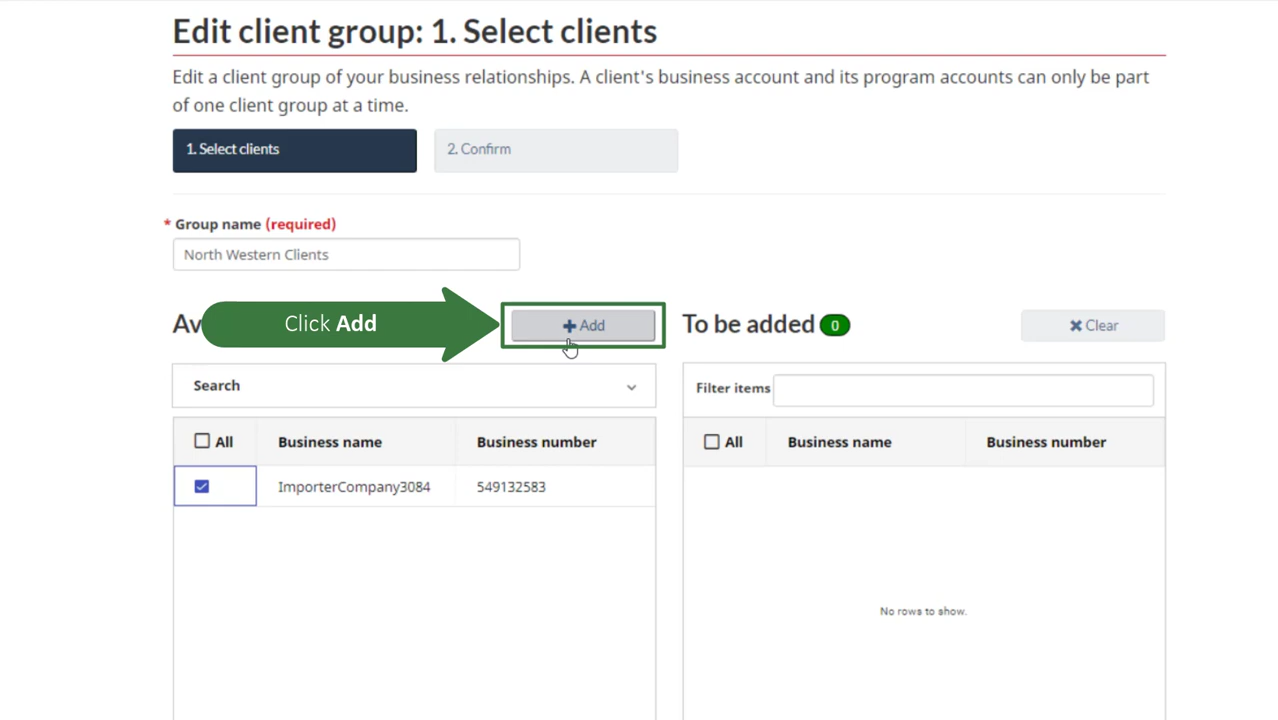 Edit client group: 1. Select clients
Edit a client group of your business relationships. A client's business account and its program accounts can only be part
of one client group at a time.
1. Select clients
2. Confirm
* Group name (required)
North Western Clients
Av
Click Add
Add
To be added 0
Clear
Search
Filter items
All Business name Business number
All Business name Business number
ImporterCompany3084 549132583
No rows to show.